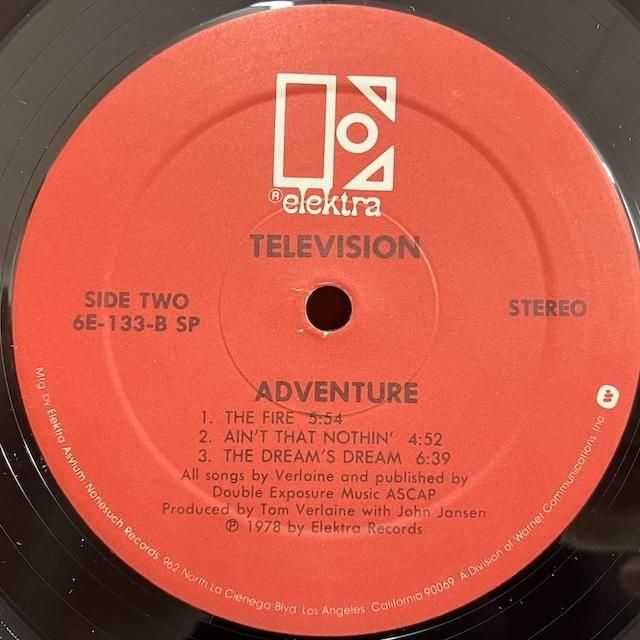 ® elektra
TELEVISION
SIDE TWO
6E-133-B SP
STEREO
ADVENTURE
1. THE FIRE 5:54
2. AIN'T THAT NOTHIN' 4:52
3. THE DREAM'S DREAM 6:39
All songs by Verlaine and published by
Double Exposure Music ASCAP
Produced by Tom Verlaine with John Jansen
℗ 1978 by Elektra Records
Mfg by Elektra Asylum Nonesuch Records 962 North La Cienega Blvd Los Angeles California 90069 A Division of Warner Communications Inc